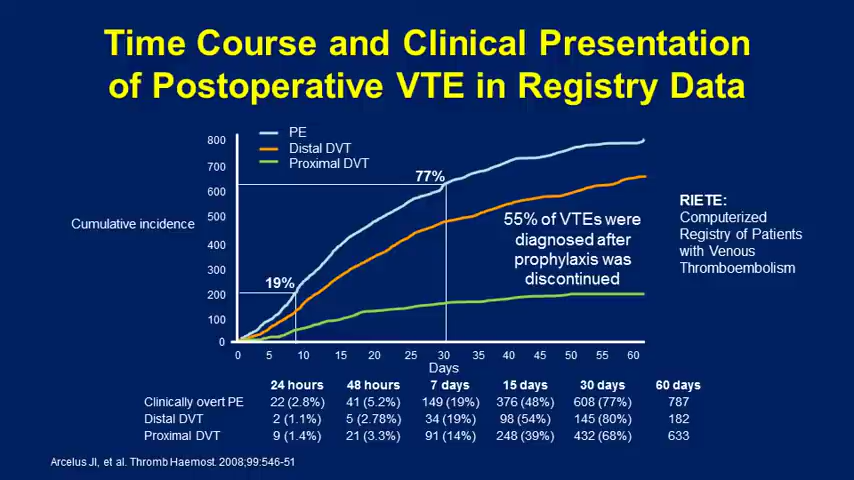 Time Course and Clinical Presentation
of Postoperative VTE in Registry Data
PE
Distal DVT
Proximal DVT
800
700
600
500
400
300
200
100
0
Cumulative incidence
77%
19%
55% of VTEs were
diagnosed after
prophylaxis was
discontinued
RIETE:
Computerized
Registry of Patients
with Venous
Thromboembolism
0 5 10 15 20 25 30 35 40 45 50 55 60
Days
24 hours 48 hours 7 days 15 days 30 days 60 days
Clinically overt PE 22 (2.8%) 41 (5.2%) 149 (19%) 376 (48%) 608 (77%) 787
Distal DVT 2 (1.1%) 5 (2.78%) 34 (19%) 98 (54%) 145 (80%) 182
Proximal DVT 9 (1.4%) 21 (3.3%) 91 (14%) 248 (39%) 432 (68%) 633
Arcelus JI, et al. Thromb Haemost. 2008;99:546-51